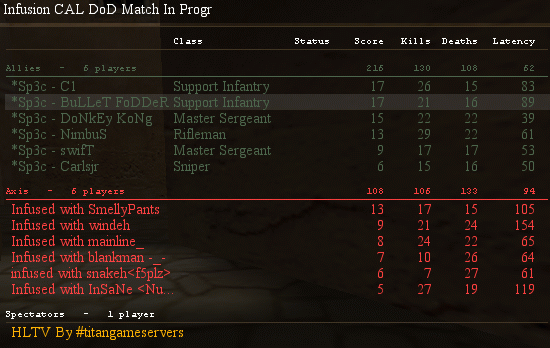 Infusion CAL DoD Match In Progr
Class Status Score Kills Deaths Latency
Allies - 6 players 216 130 108 62
*Sp3c - C1 Support Infantry 17 26 15 83
*Sp3c - BuLLeT FoDDeR Support Infantry 17 21 16 89
*Sp3c - DoNkEy KoNg Master Sergeant 15 22 22 39
*Sp3c - NimbuS Rifleman 13 29 22 61
*Sp3c - swifT Master Sergeant 9 17 17 53
*Sp3c - Carlsjr Sniper 6 15 16 50
Axis - 6 players 108 106 133 94
Infused with SmellyPants 13 17 15 105
Infused with windeh 9 21 24 154
Infused with mainline_ 8 24 22 65
Infused with blankman -_- 7 10 26 64
infused with snakeh<f5plz> 6 7 27 61
Infused with InSaNe <Nu... 5 27 19 119
Spectators - 1 player
HLTV By #titangameservers